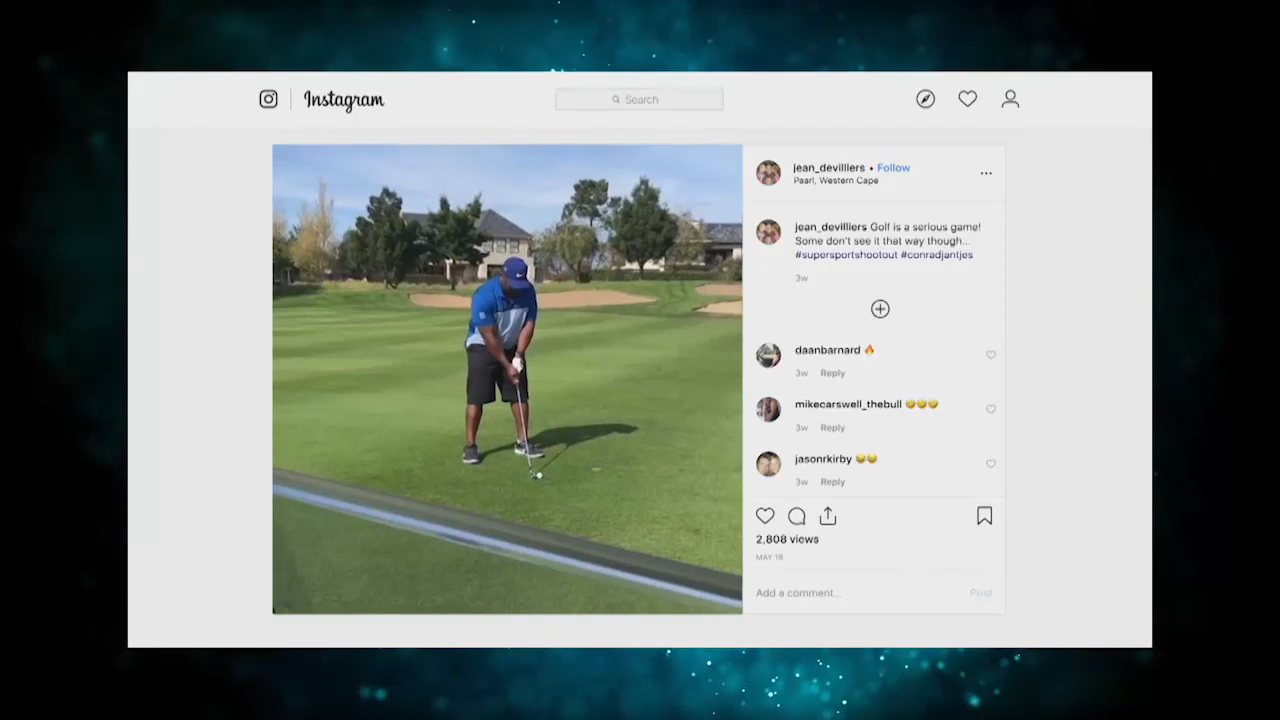 Instagram
Search
jean_devilliers • Follow
Paarl, Western Cape
jean_devilliers Golf is a serious game!
Some don't see it that way though...
#supersportshootout #conradjantjes
3w
daanbarnard 🔥
3w Reply
mikecarswell_thebull 🤣🤣🤣
3w Reply
jasonrkirby 😂😂
3w Reply
2,808 views
MAY 18
Add a comment...
Post